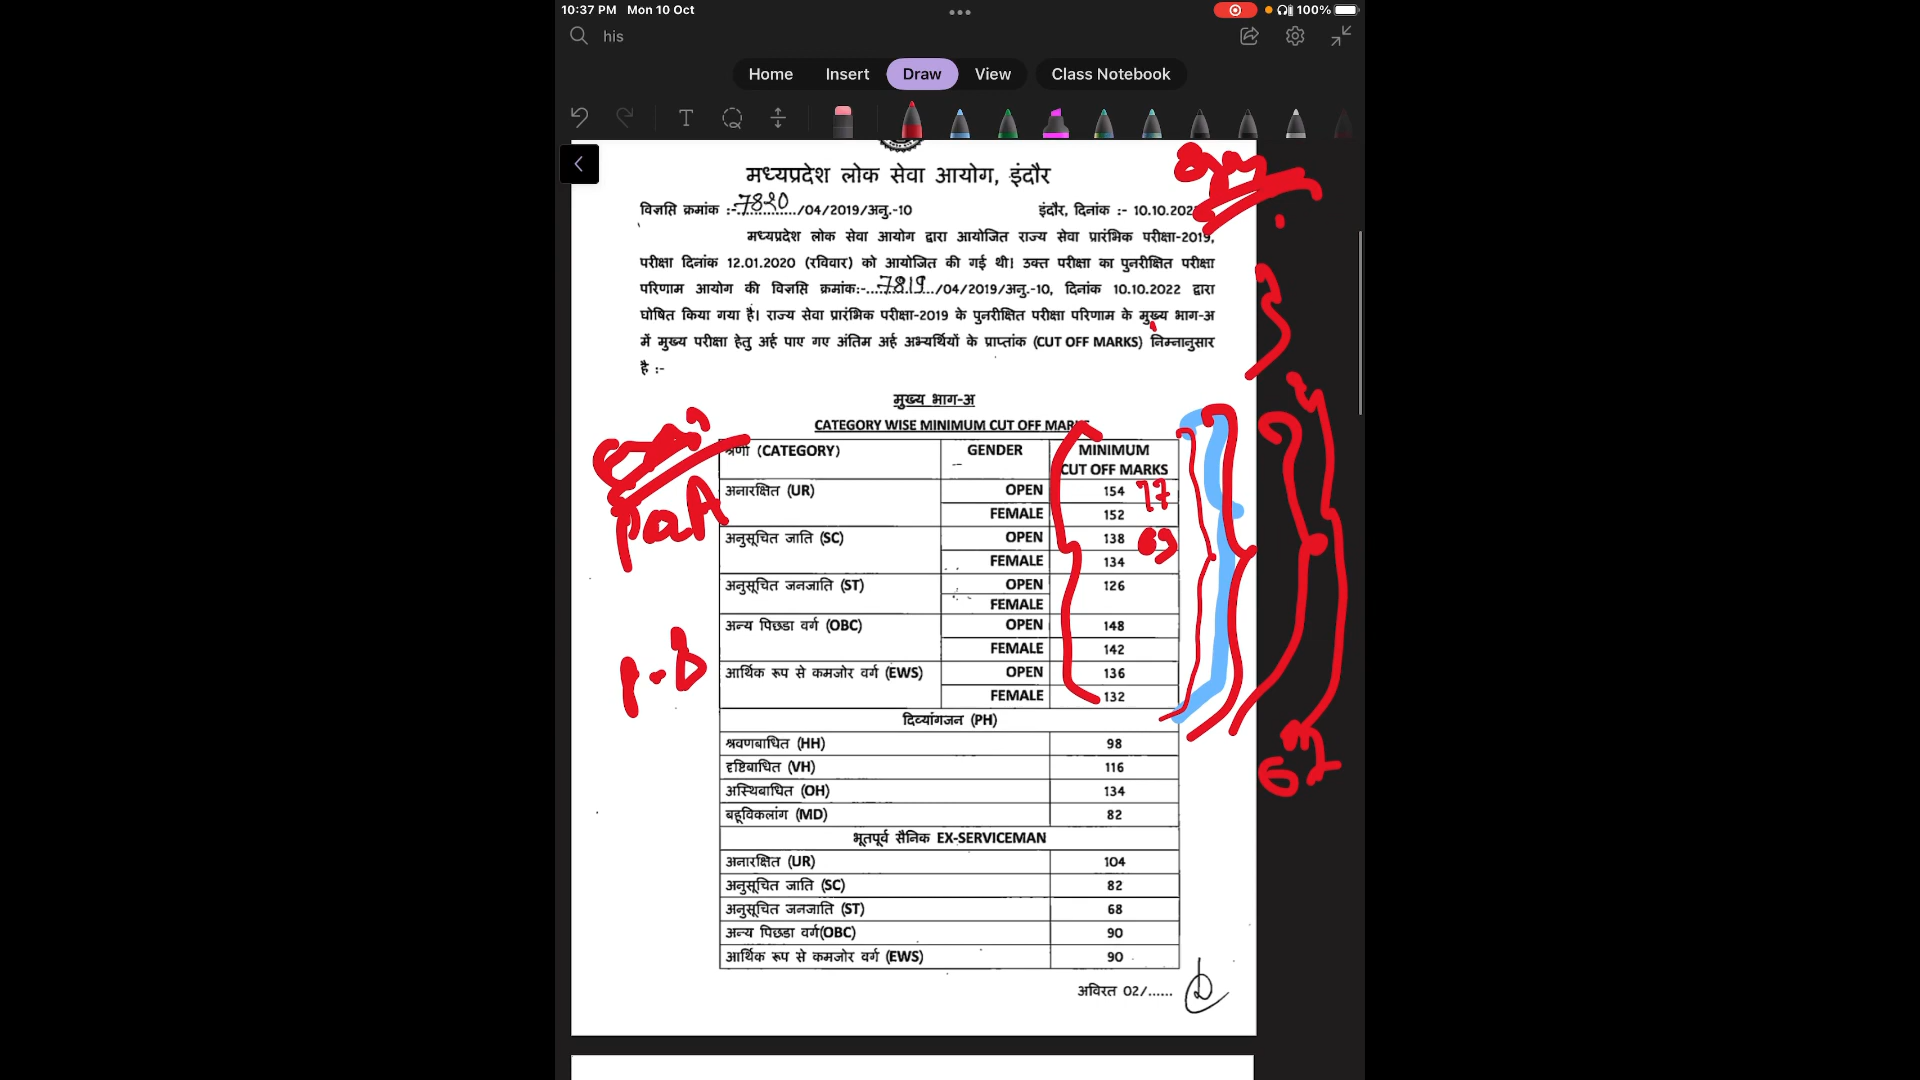 10:37 PM Mon 10 Oct
100%
his
Home Insert Draw View Class Notebook
मध्यप्रदेश लोक सेवा आयोग, इंदौर
विज्ञप्ति क्रमांक :-..7820../04/2019/अनु.-10 इंदौर, दिनांक :- 10.10.202
मध्यप्रदेश लोक सेवा आयोग द्वारा आयोजित राज्य सेवा प्रारंभिक परीक्षा-2019,
परीक्षा दिनांक 12.01.2020 (रविवार) को आयोजित की गई थी। उक्त परीक्षा का पुनरीक्षित परीक्षा
परिणाम आयोग की विज्ञप्ति क्रमांक:-...7819.../04/2019/अनु.-10, दिनांक 10.10.2022 द्वारा
घोषित किया गया है। राज्य सेवा प्रारंभिक परीक्षा-2019 के पुनरीक्षित परीक्षा परिणाम के मुख्य भाग-अ
में मुख्य परीक्षा हेतु अर्ह पाए गए अंतिम अर्ह अभ्यर्थियों के प्राप्तांक (CUT OFF MARKS) निम्नानुसार
है :-
मुख्य भाग-अ
CATEGORY WISE MINIMUM CUT OFF MARKS
श्रेणी (CATEGORY) GENDER MINIMUM CUT OFF MARKS
अनारक्षित (UR) OPEN 154 77
FEMALE 152
अनुसूचित जाति (SC) OPEN 138 69
FEMALE 134
अनुसूचित जनजाति (ST) OPEN 126
FEMALE
अन्य पिछडा वर्ग (OBC) OPEN 148
FEMALE 142
आर्थिक रूप से कमजोर वर्ग (EWS) OPEN 136
FEMALE 132
दिव्यांगजन (PH)
श्रवणबाधित (HH) 98
दृष्टिबाधित (VH) 116
अस्थिबाधित (OH) 134
बहूविकलांग (MD) 82
भूतपूर्व सैनिक EX-SERVICEMAN
अनारक्षित (UR) 104
अनुसूचित जाति (SC) 82
अनुसूचित जनजाति (ST) 68
अन्य पिछडा वर्ग(OBC) 90
आर्थिक रूप से कमजोर वर्ग (EWS) 90
अविरत 02/......